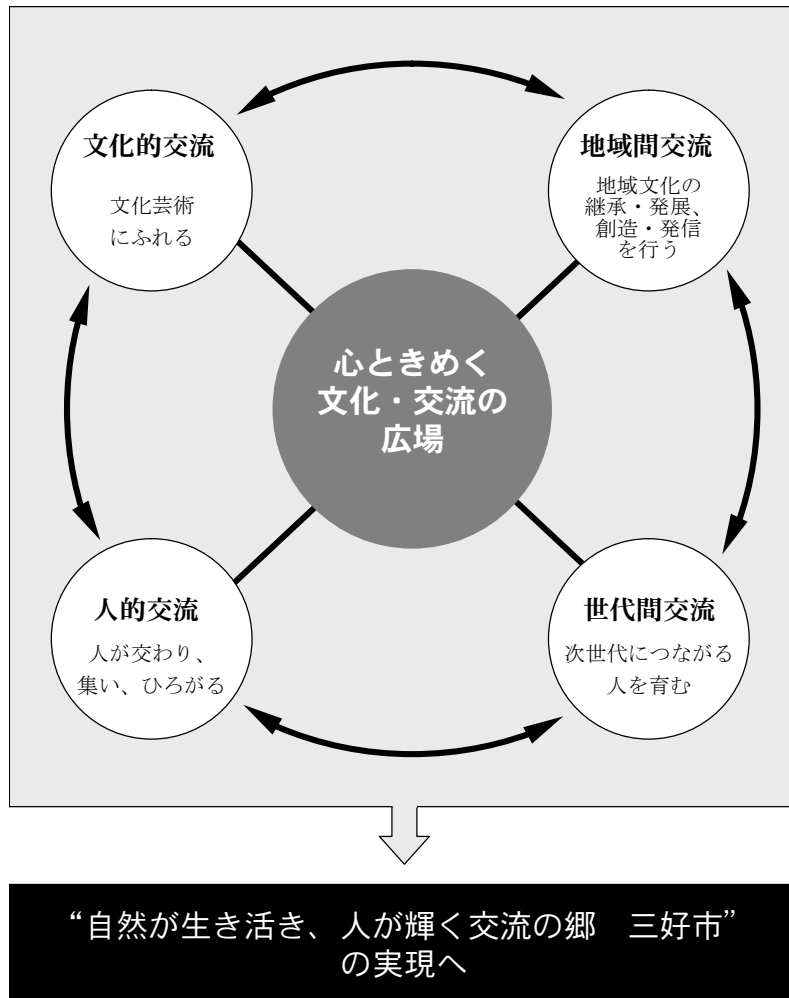 文化的交流
文化芸術
にふれる
地域間交流
地域文化の
継承・発展、
創造・発信
を行う
心ときめく
文化・交流の
広場
人的交流
人が交わり、
集い、ひろがる
世代間交流
次世代につながる
人を育む
“自然が生き活き、人が輝く交流の郷　三好市”
の実現へ